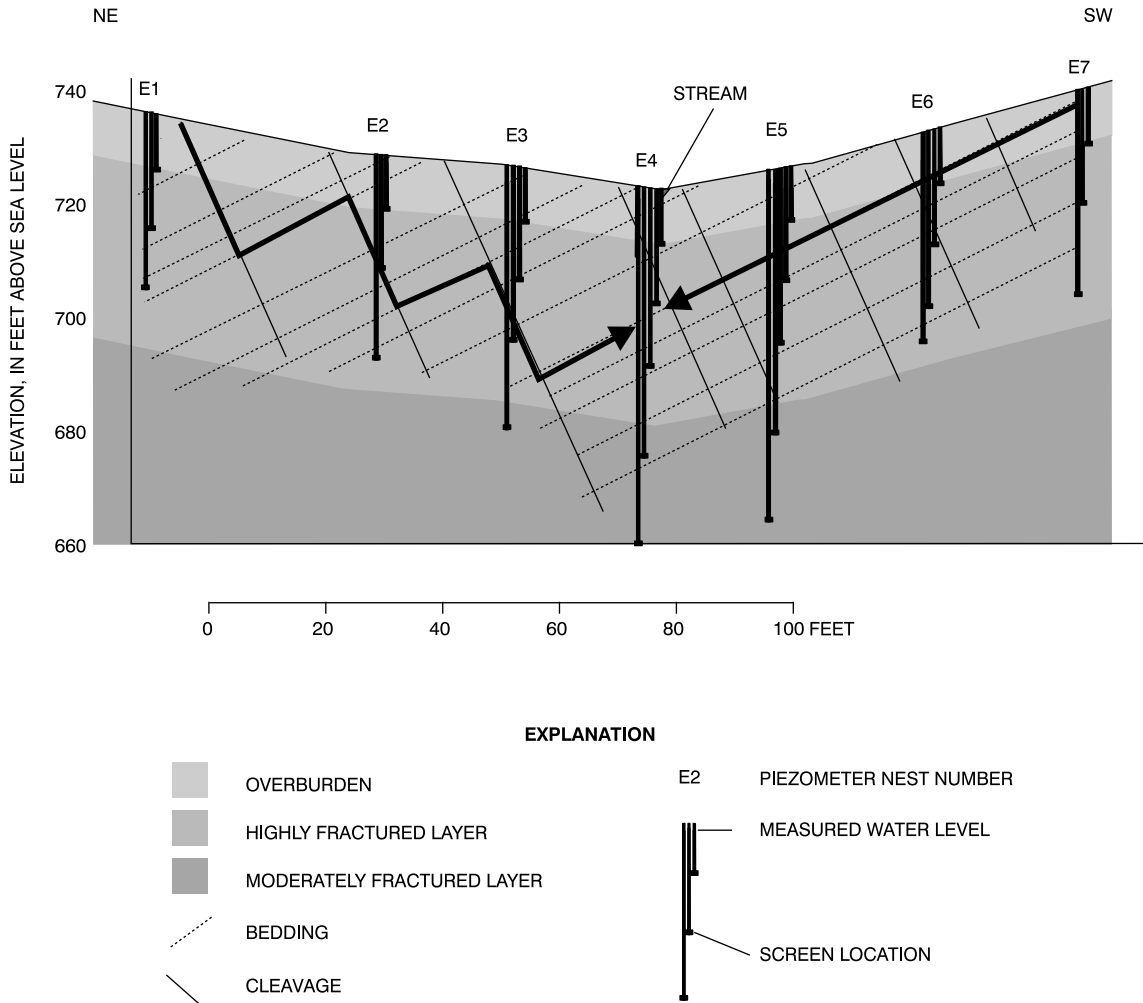 NE
SW
E7
740
E1
STREAM
E6
E2
E3
E5
E4
720
700
680
660
ELEVATION, IN FEET ABOVE SEA LEVEL
0
20
40
60
80
100 FEET
EXPLANATION
OVERBURDEN
HIGHLY FRACTURED LAYER
MODERATELY FRACTURED LAYER
BEDDING
CLEAVAGE
E2
PIEZOMETER NEST NUMBER
MEASURED WATER LEVEL
SCREEN LOCATION